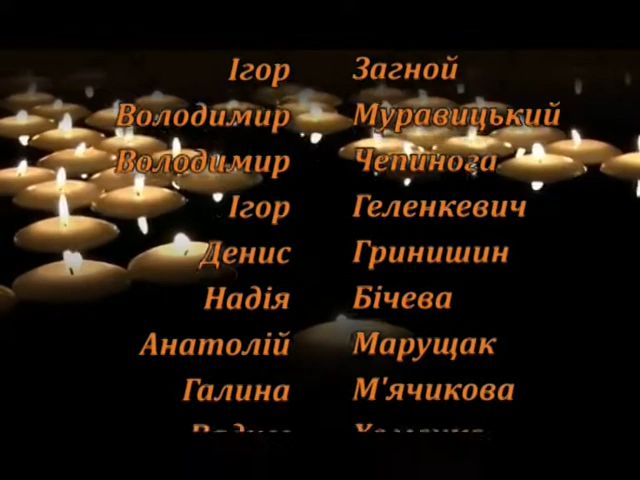 Ігор Загной
Володимир Муравицький
Володимир Чепинога
Ігор Геленкевич
Денис Гринишин
Надія Бічева
Анатолій Марущак
Галина М'ячикова